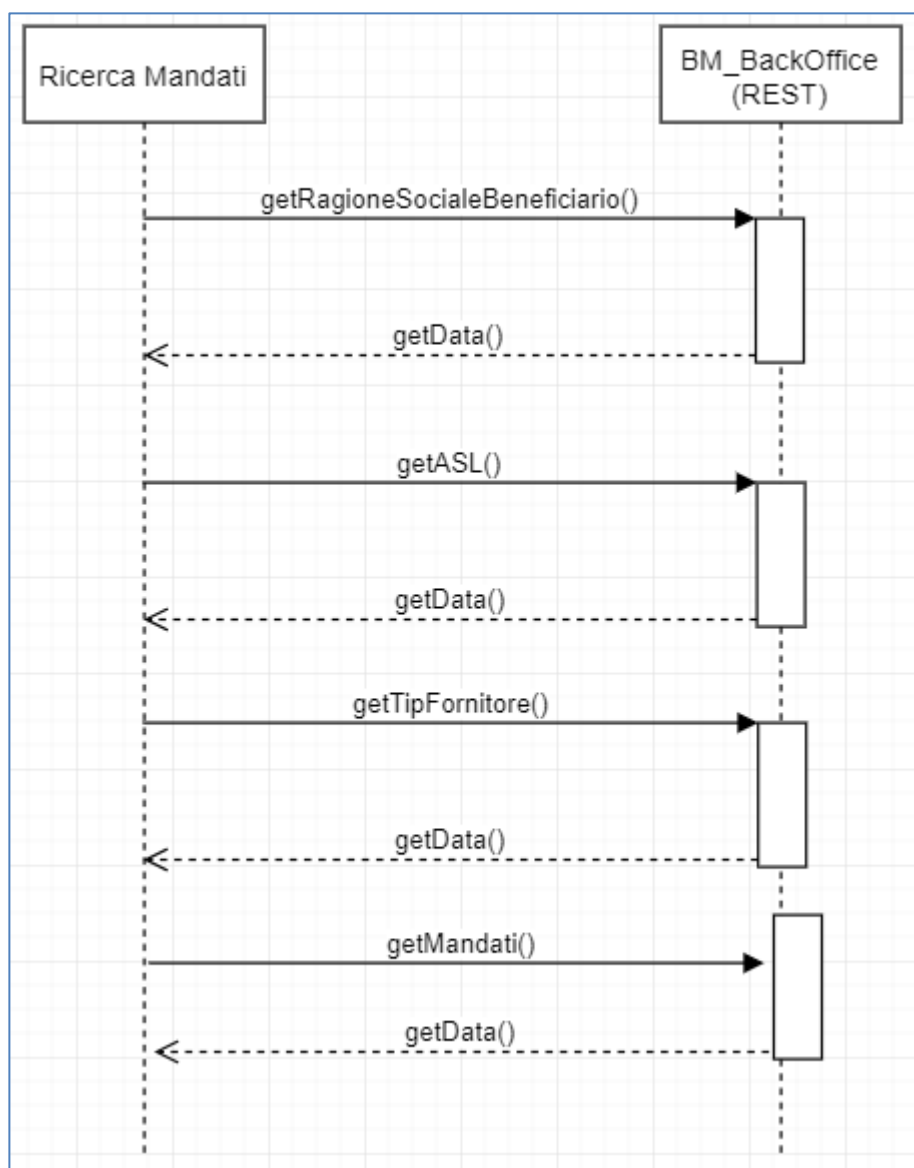 Ricerca Mandati
BM_BackOffice
(REST)
getRagioneSocialeBeneficiario()
getData()
getASL()
getData()
getTipFornitore()
getData()
getMandati()
getData()